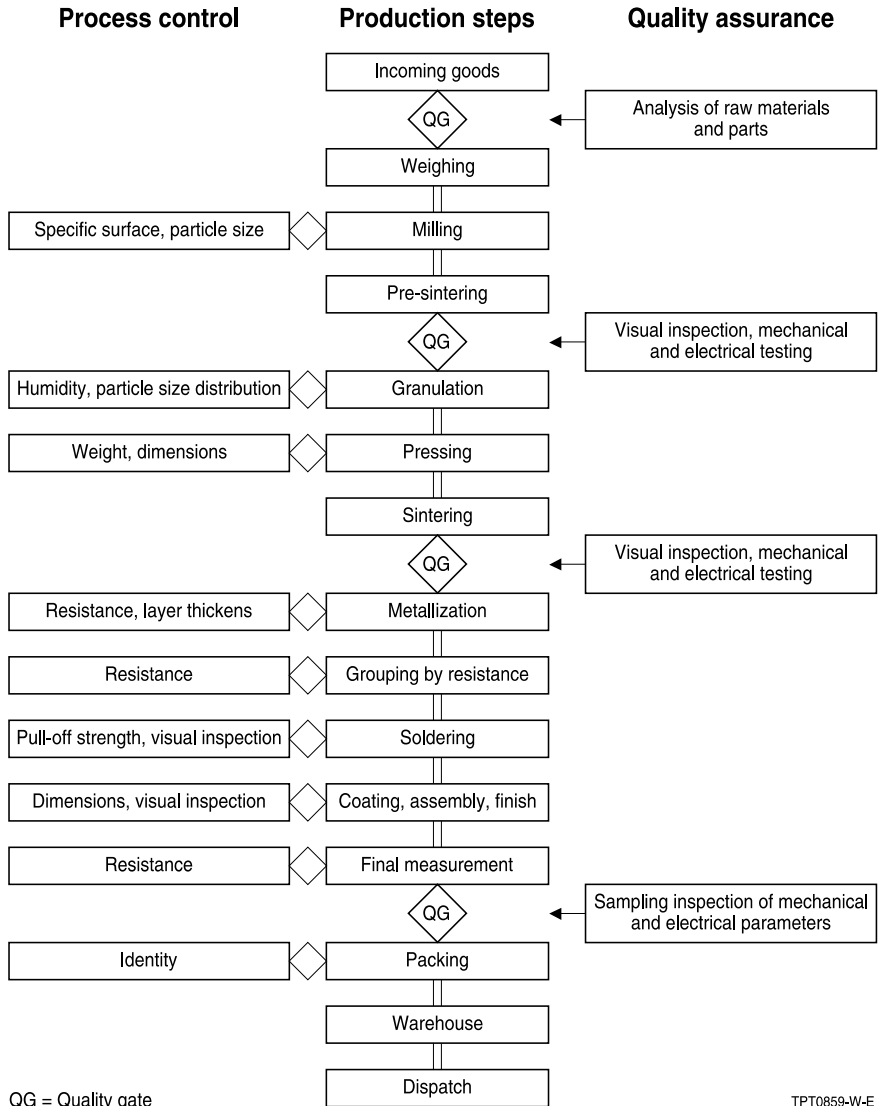 Process control Production steps Quality assurance
Incoming goods
QG
Analysis of raw materials
and parts
Weighing
Specific surface, particle size
Milling
Pre-sintering
QG
Visual inspection, mechanical
and electrical testing
Humidity, particle size distribution
Granulation
Weight, dimensions
Pressing
Sintering
QG
Visual inspection, mechanical
and electrical testing
Resistance, layer thickens
Metallization
Resistance
Grouping by resistance
Pull-off strength, visual inspection
Soldering
Dimensions, visual inspection
Coating, assembly, finish
Resistance
Final measurement
QG
Sampling inspection of mechanical
and electrical parameters
Identity
Packing
Warehouse
Dispatch
QG = Quality gate
TPT0859-W-E